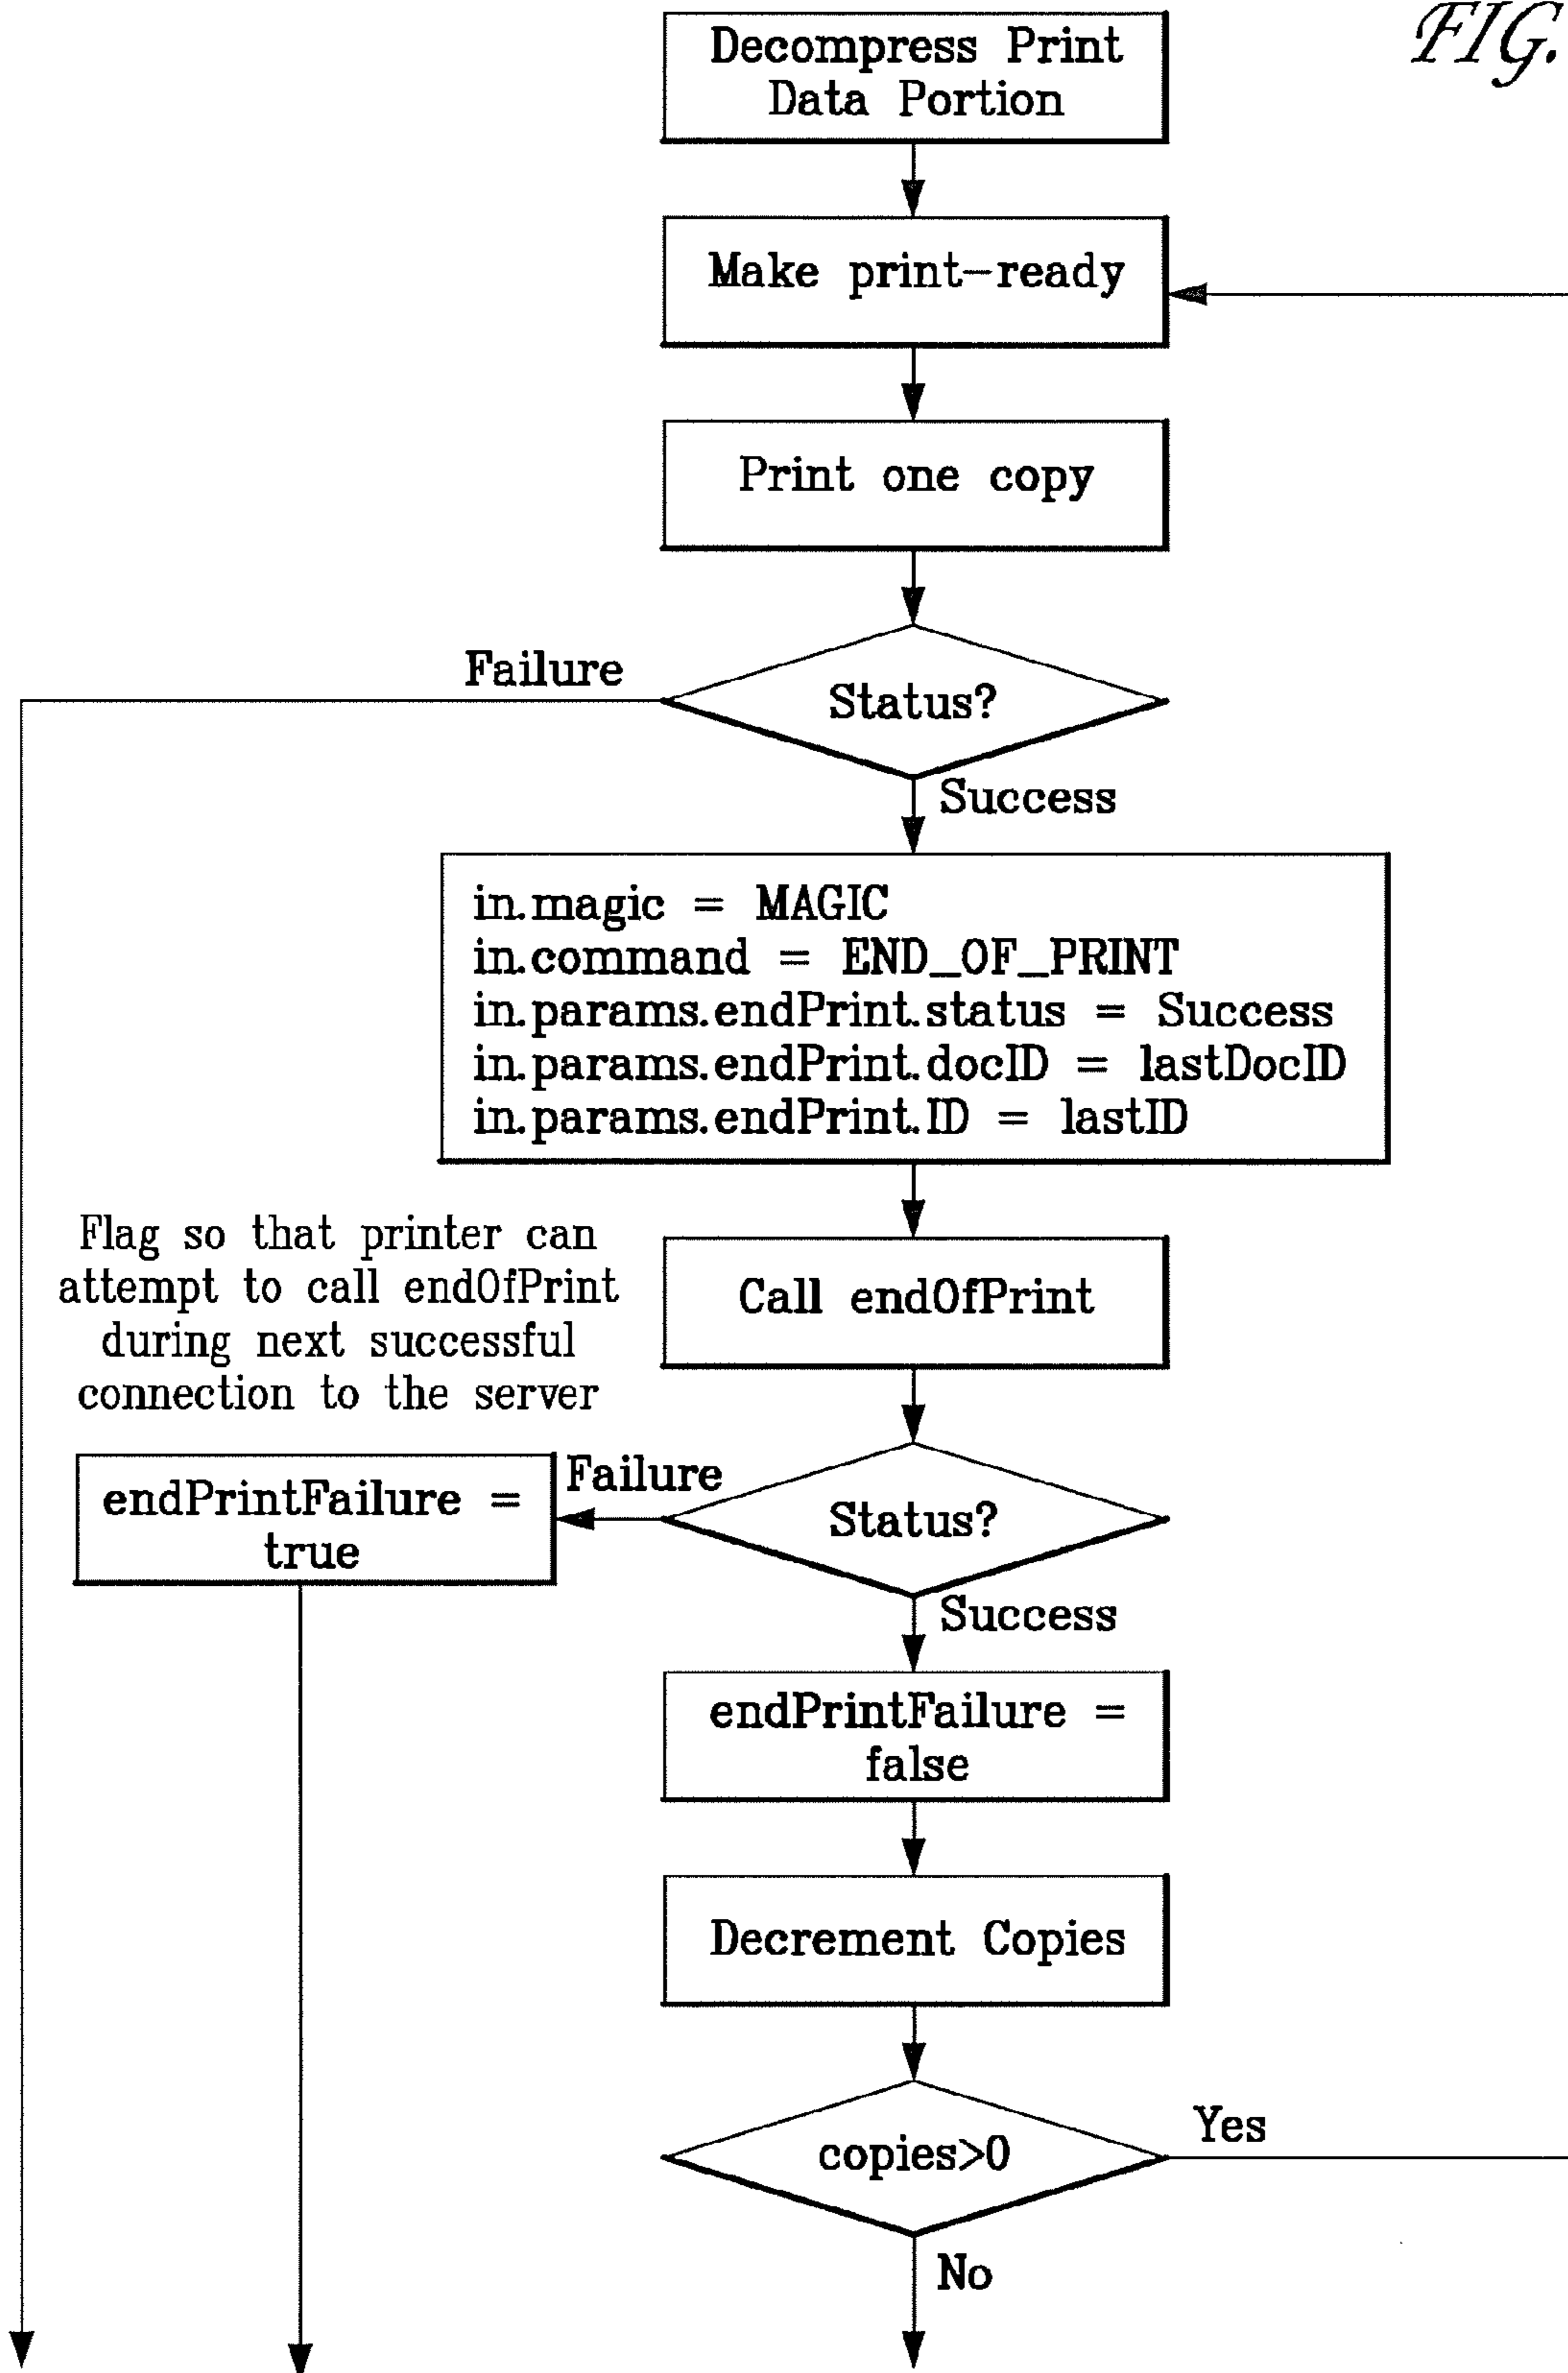 FIG.
Decompress Print
Data Portion
Make print-ready
Print one copy
Failure
Status?
Success
in.magic = MAGIC
in.command = END_OF_PRINT
in.params.endPrint.status = Success
in.params.endPrint.docID = lastDocID
in.params.endPrint.ID = lastID
Flag so that printer can
attempt to call endOfPrint
during next successful
connection to the server
Call endOfPrint
endPrintFailure =
true
Failure
Status?
Success
endPrintFailure =
false
Decrement Copies
copies>0
Yes
No